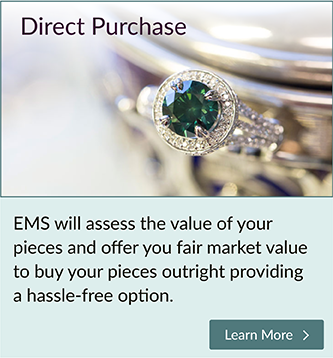 Direct Purchase
EMS will assess the value of your
pieces and offer you fair market value
to buy your pieces outright providing
a hassle-free option.
Learn More >